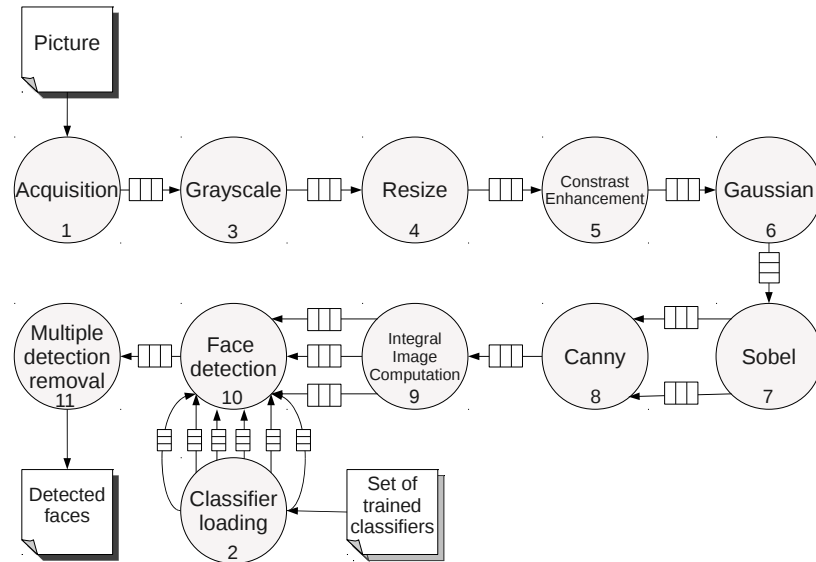 Picture
Acquisition
1
Grayscale
3
Resize
4
Constrast
Enhancement
5
Gaussian
6
Multiple
detection
removal
11
Face
detection
10
Integral
Image
Computation
9
Canny
8
Sobel
7
Detected
faces
Classifier
loading
2
Set of
trained
classifiers